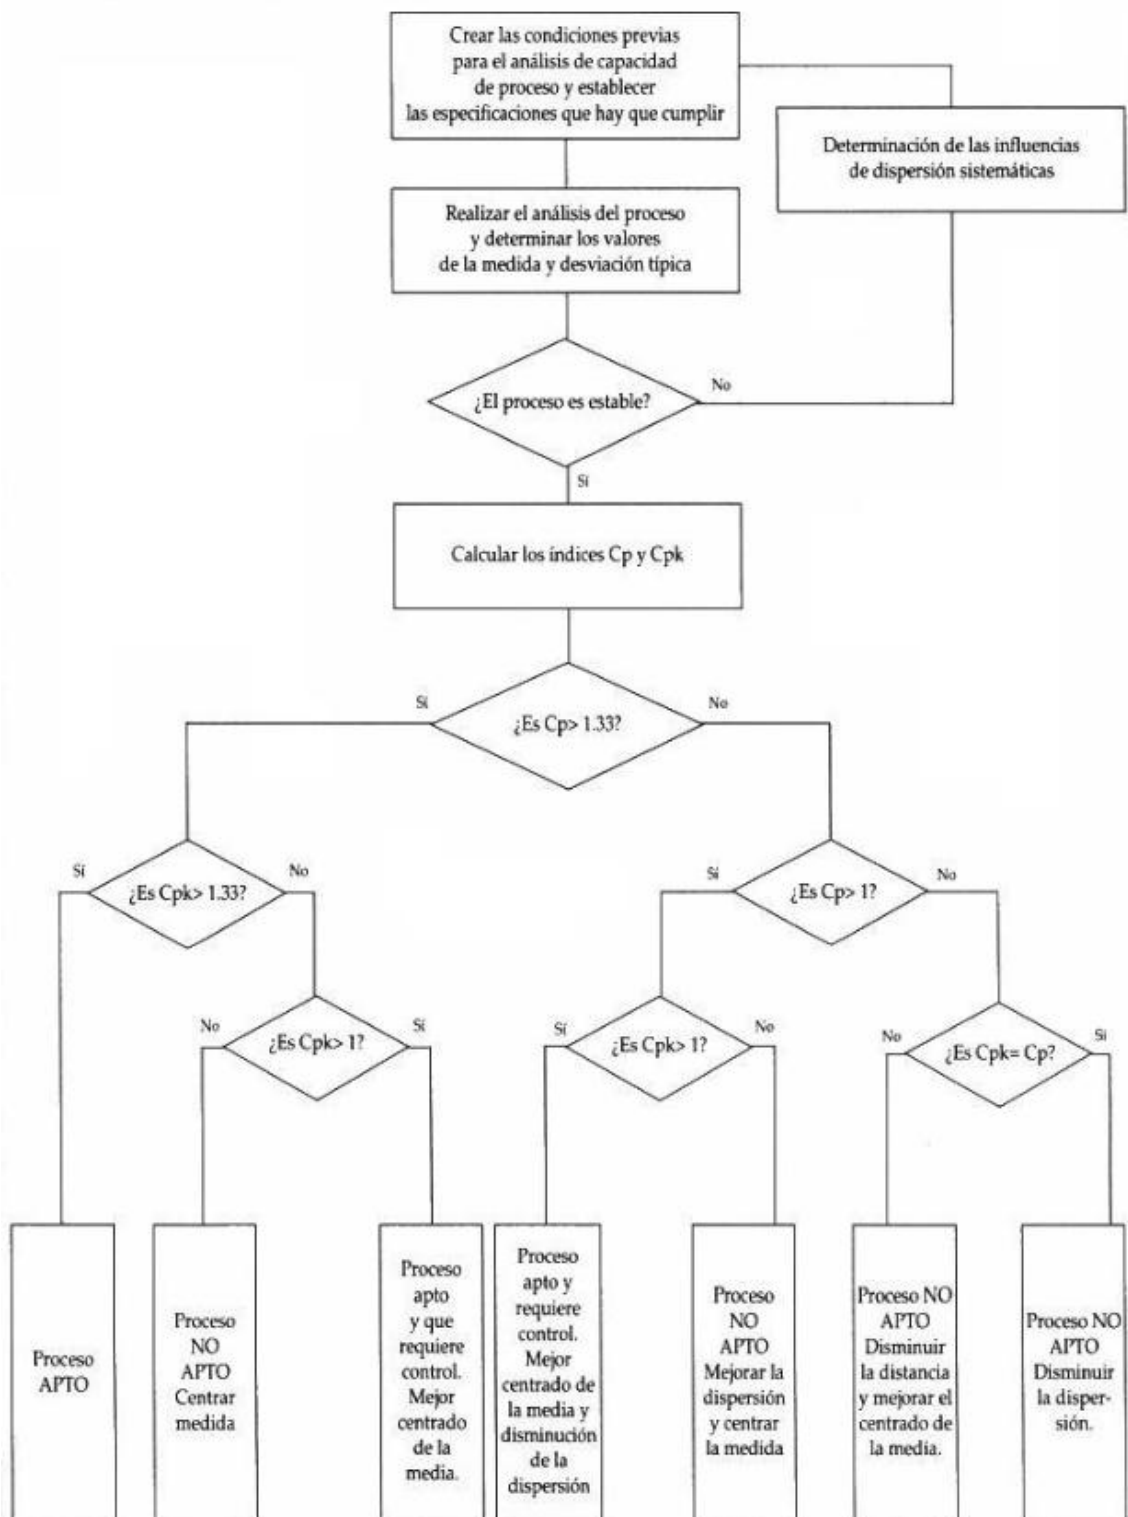 Crear las condiciones previas
para el análisis de capacidad
de proceso y establecer
las especificaciones que hay que cumplir
Determinación de las influencias
de dispersión sistemáticas
Realizar el análisis del proceso
y determinar los valores
de la medida y desviación típica
¿El proceso es estable?
No
Sí
Calcular los índices Cp y Cpk
Sí
¿Es Cp> 1.33?
No
Sí
¿Es Cpk> 1.33?
No
Sí
¿Es Cp> 1?
No
No
¿Es Cpk> 1?
Sí
Sí
¿Es Cpk> 1?
No
No
¿Es Cpk= Cp?
Sí
Proceso
APTO
Proceso
NO
APTO
Centrar
medida
Proceso
apto
y que
requiere
control.
Mejor
centrado
de la
media.
Proceso
apto y
requiere
control.
Mejor
centrado de
la media y
disminución
de la
dispersión
Proceso
NO
APTO
Mejorar la
dispersión
y centrar
la medida
Proceso NO
APTO
Disminuir
la distancia
y mejorar el
centrado de
la media.
Proceso NO
APTO
Disminuir
la disper-
sión.